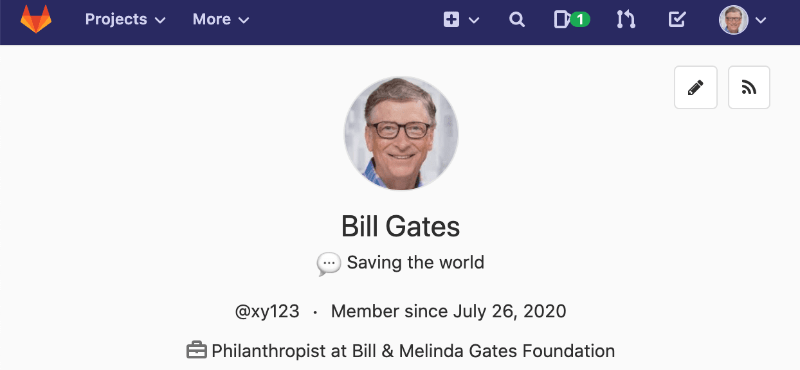 Projects More 1
Bill Gates
Saving the world
@xy123 · Member since July 26, 2020
Philanthropist at Bill & Melinda Gates Foundation